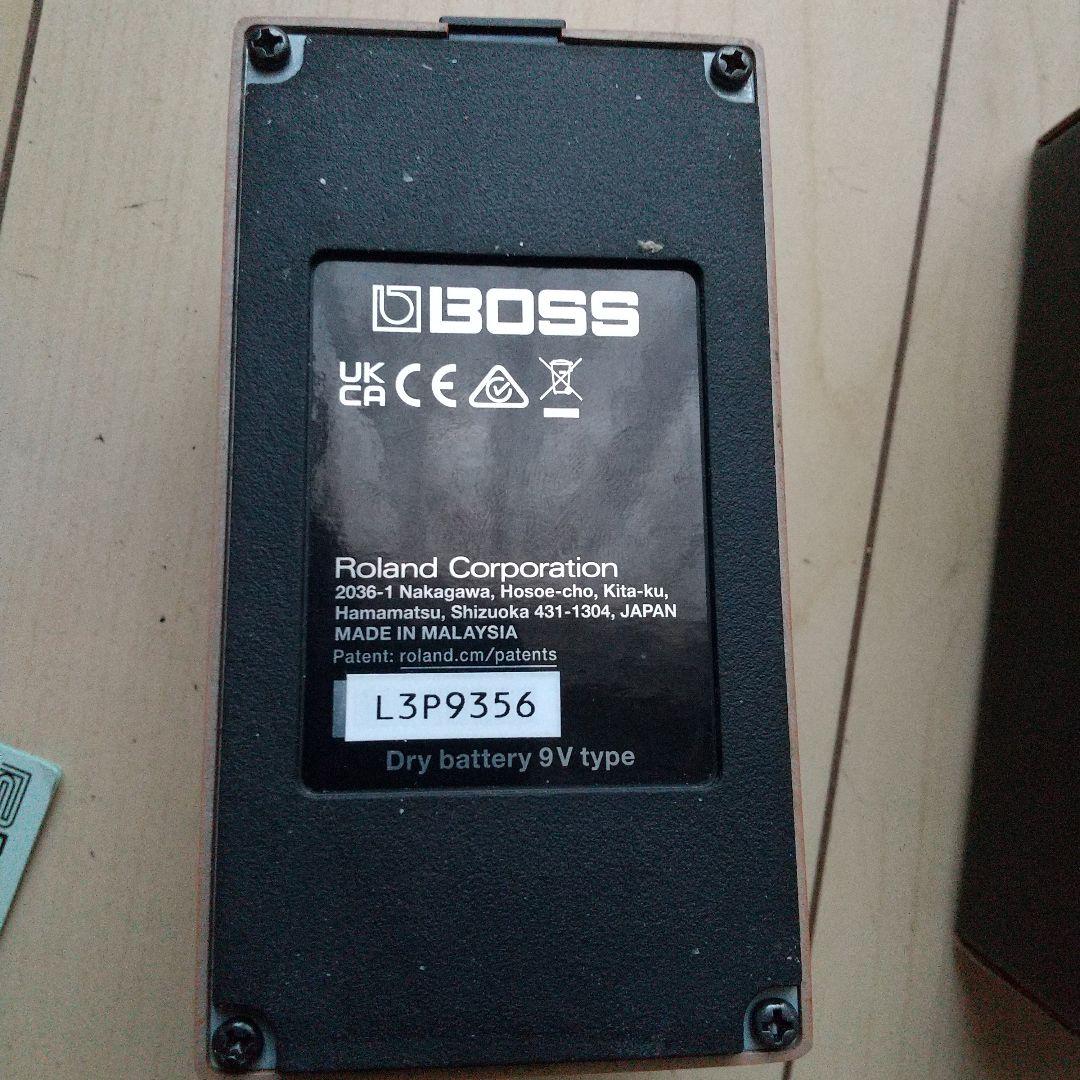 BOSS
UK
CA CE
Roland Corporation
2036-1 Nakagawa, Hosoe-cho, Kita-ku,
Hamamatsu, Shizuoka 431-1304, JAPAN
MADE IN MALAYSIA
Patent: roland.cm/patents
L3P9356
Dry battery 9V type